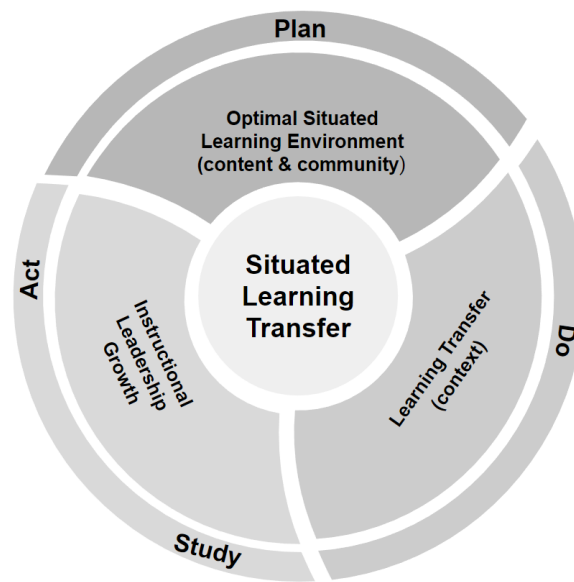 Plan
Optimal Situated
Learning Environment
(content & community)
Situated
Learning
Transfer
Do
Learning Transfer
(context)
Study
Act
Instructional
Leadership
Growth